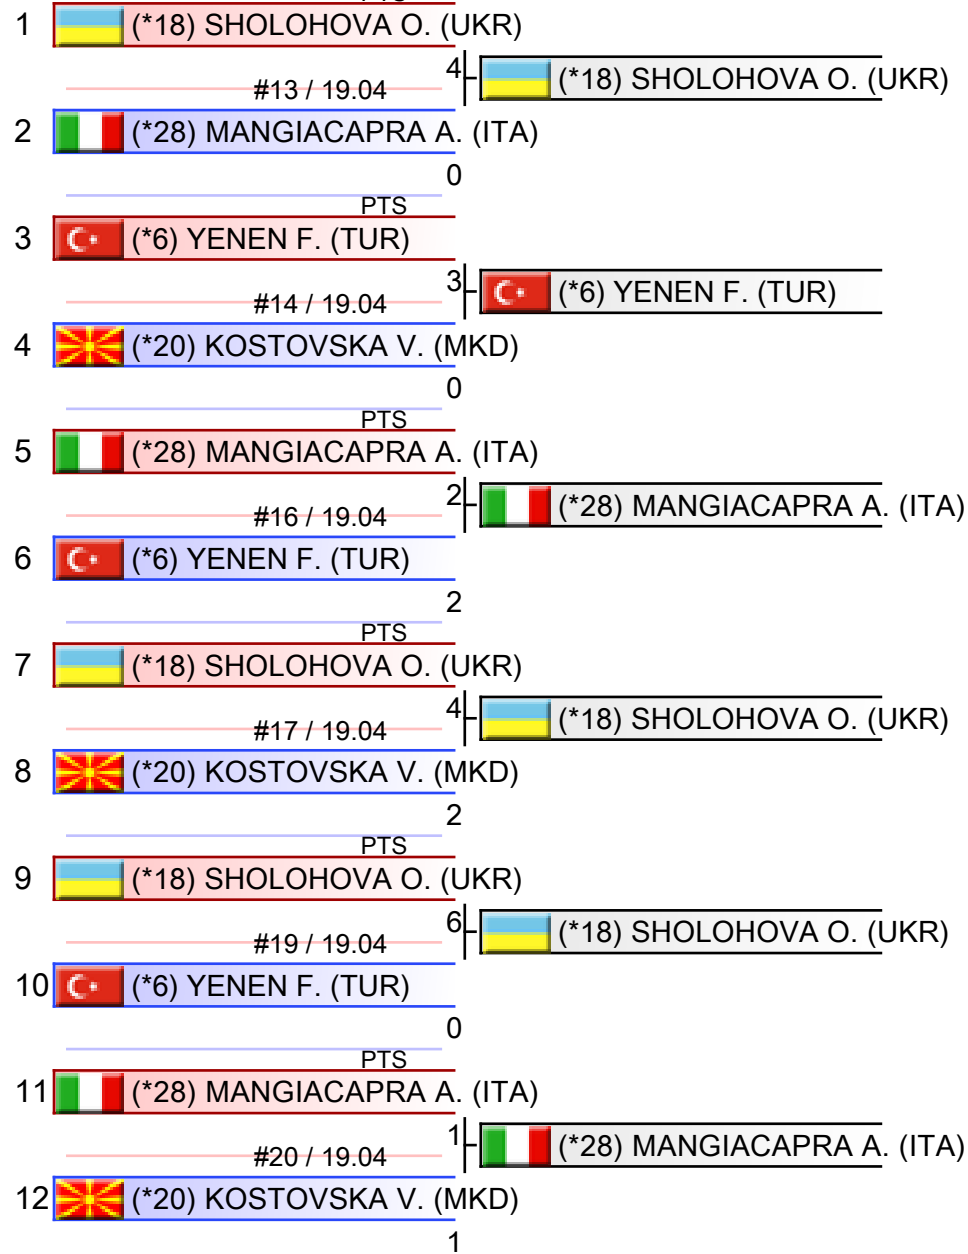 PTS
1 (*18) SHOLOHOVA O. (UKR)
4 (*18) SHOLOHOVA O. (UKR)
#13 / 19.04
2 (*28) MANGIACAPRA A. (ITA)
0
PTS
3 (*6) YENEN F. (TUR)
3 (*6) YENEN F. (TUR)
#14 / 19.04
4 (*20) KOSTOVSKA V. (MKD)
0
PTS
5 (*28) MANGIACAPRA A. (ITA)
2 (*28) MANGIACAPRA A. (ITA)
#16 / 19.04
6 (*6) YENEN F. (TUR)
2
PTS
7 (*18) SHOLOHOVA O. (UKR)
4 (*18) SHOLOHOVA O. (UKR)
#17 / 19.04
8 (*20) KOSTOVSKA V. (MKD)
2
PTS
9 (*18) SHOLOHOVA O. (UKR)
6 (*18) SHOLOHOVA O. (UKR)
#19 / 19.04
10 (*6) YENEN F. (TUR)
0
PTS
11 (*28) MANGIACAPRA A. (ITA)
1 (*28) MANGIACAPRA A. (ITA)
#20 / 19.04
12 (*20) KOSTOVSKA V. (MKD)
1